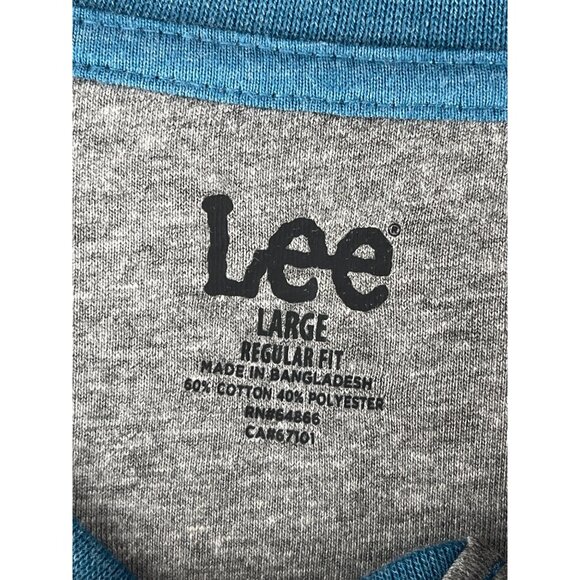 Lee®
LARGE
REGULAR FIT
MADE IN BANGLADESH
60% COTTON 40% POLYESTER
RN#64866
CA#67101